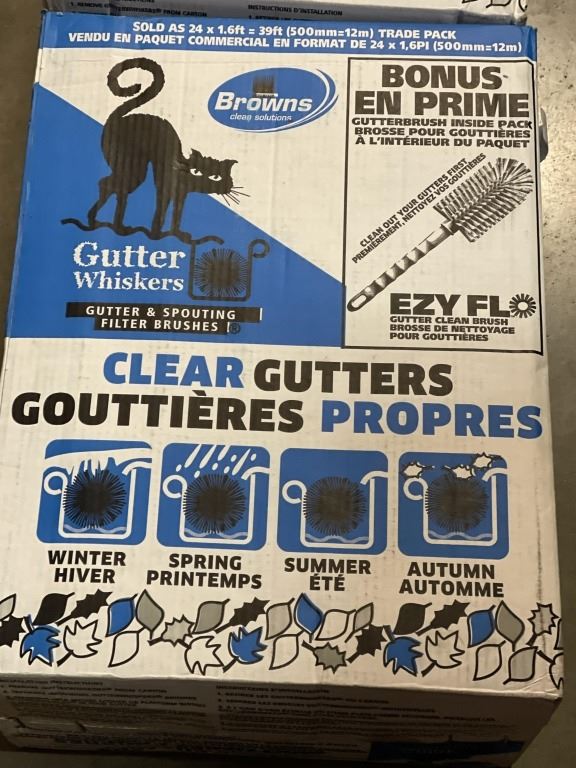 INSTRUCTIONS D'INSTALLATION
SOLD AS 24 x 1.6ft = 39ft (500mm=12m) TRADE PACK
VENDU EN PAQUET COMMERCIAL EN FORMAT DE 24 x 1,6PI (500mm=12m)
Browns
clean solutions
BONUS
EN PRIME
GUTTERBRUSH INSIDE PACK
BROSSE POUR GOUTTIÈRES
À L'INTÉRIEUR DU PAQUET
CLEAN OUT YOUR GUTTERS FIRST
PREMIÈREMENT, NETTOYEZ VOS GOUTTIÈRES
Gutter
Whiskers
GUTTER & SPOUTING
FILTER BRUSHES ®
EZY FLO
GUTTER CLEAN BRUSH
BROSSE DE NETTOYAGE
POUR GOUTTIÈRES
CLEAR GUTTERS
GOUTTIÈRES PROPRES
WINTER
HIVER
SPRING
PRINTEMPS
SUMMER
ÉTÉ
AUTUMN
AUTOMME